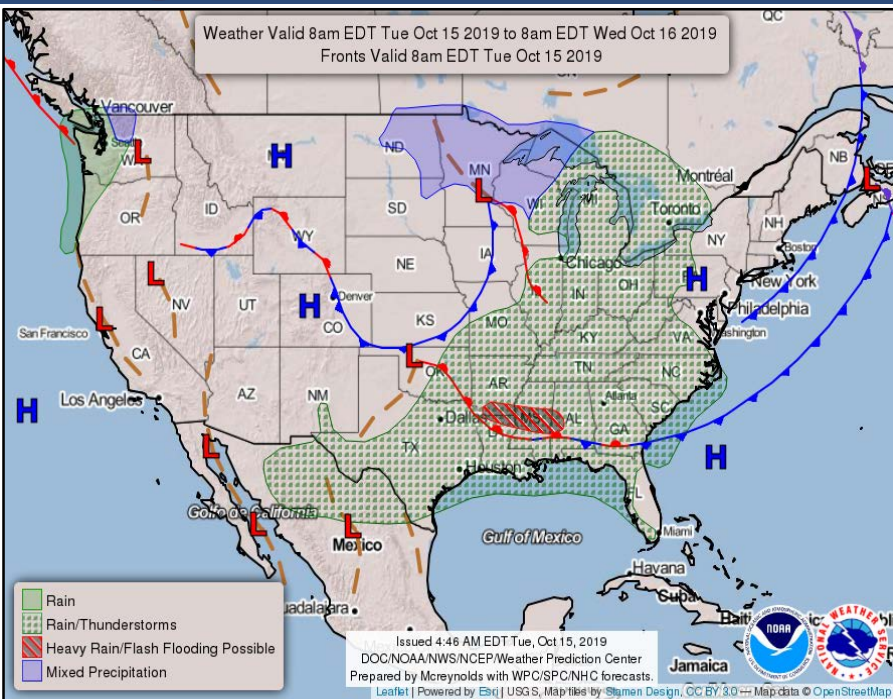 Weather Valid 8am EDT Tue Oct 15 2019 to 8am EDT Wed Oct 16 2019
Fronts Valid 8am EDT Tue Oct 15 2019
QC
Vancouver
H
ND
MN
NB
L
L
L
Montréal
OR
ID
SD
WI
MI
Toronto
NH
WY
NY
Boston
IA
Chicago
NE
New York
L
H
Denver
IN
OH
H
Philadelphia
NV
UT
CO
KS
MO
Washington
San Francisco
L
KY
VA
CA
L
OK
TN
NC
H
Los Angeles
AZ
NM
AR
Atlanta
SC
Dallas
MS
AL
GA
L
TX
H
Houston
FL
Golfo de California
L
L
Mexico
Gulf of Mexico
Miami
Havana
Cuba
Rain
Rain/Thunderstorms
Heavy Rain/Flash Flooding Possible
Mixed Precipitation
Issued 4:46 AM EDT Tue, Oct 15, 2019
DOC/NOAA/NWS/NCEP/Weather Prediction Center
Prepared by Mcreynolds with WPC/SPC/NHC forecasts.
NOAA
NATIONAL WEATHER SERVICE
Jamaica
Leaflet | Powered by Esri | USGS, Map tiles by Stamen Design, CC BY 3.0 — Map data © OpenStreetMap